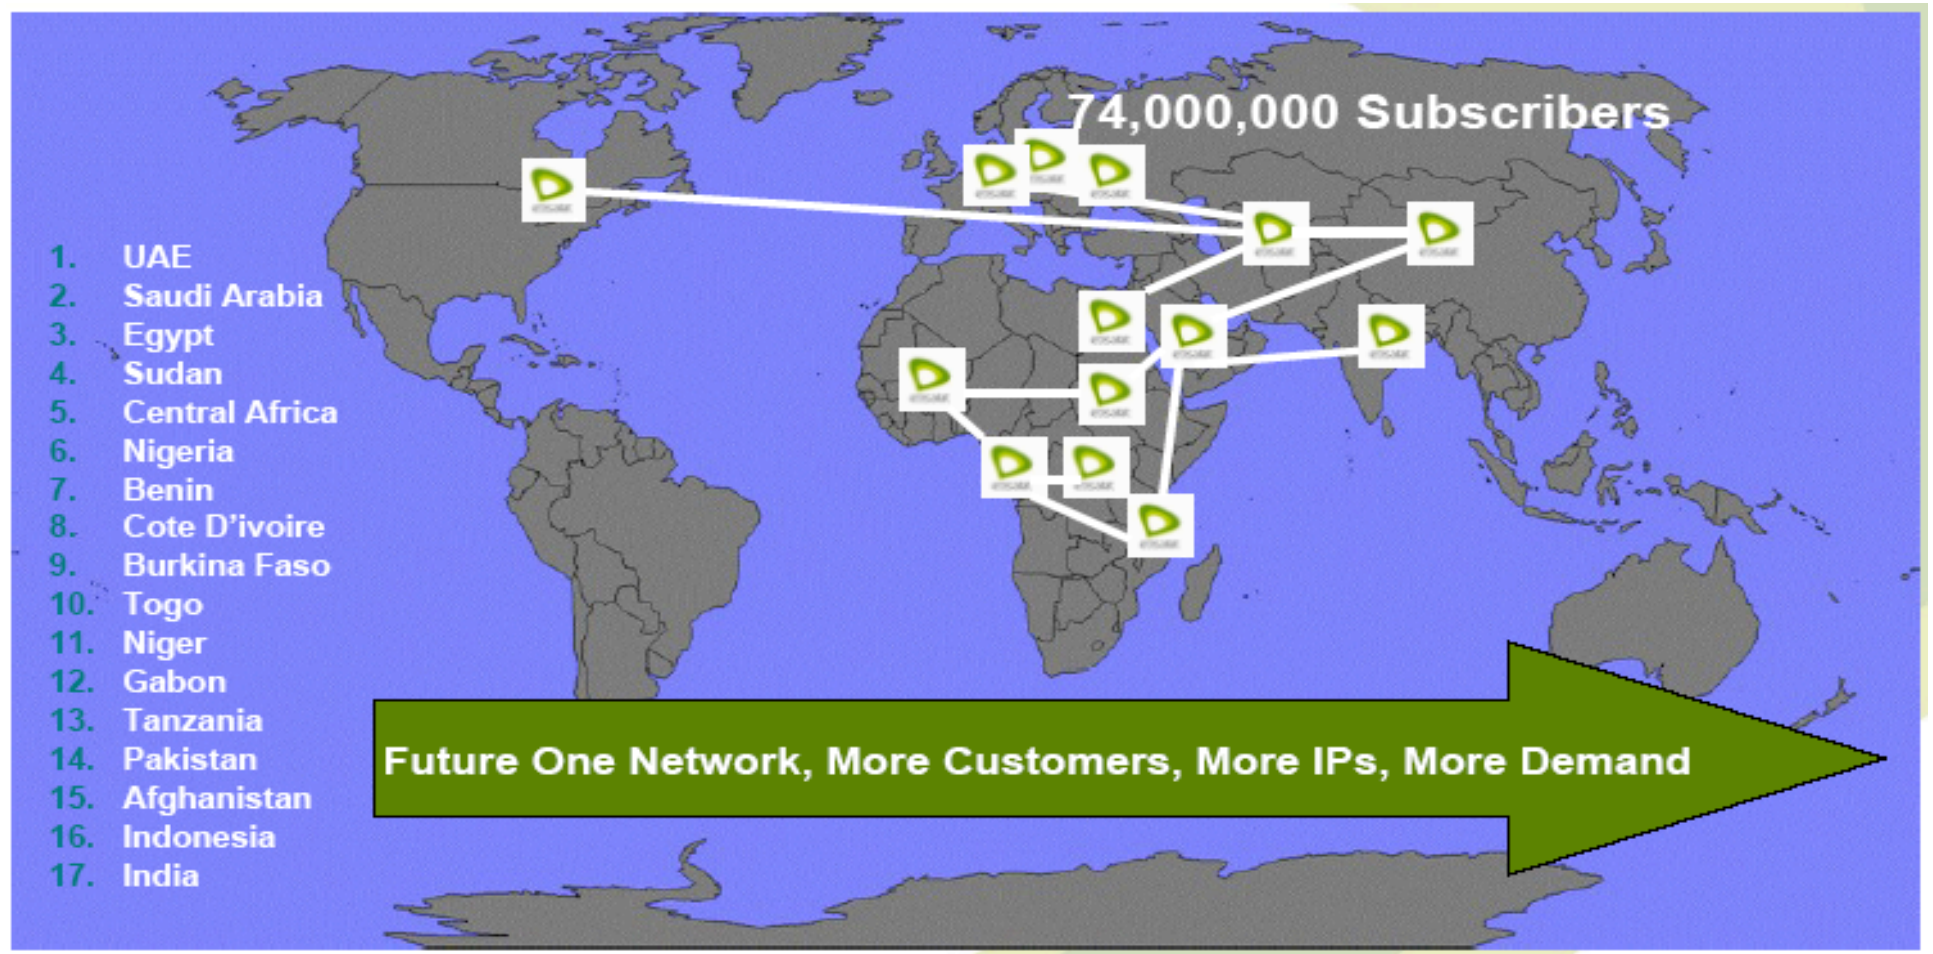 74,000,000 Subscribers
1. UAE
2. Saudi Arabia
3. Egypt
4. Sudan
5. Central Africa
6. Nigeria
7. Benin
8. Cote D’ivoire
9. Burkina Faso
10. Togo
11. Niger
12. Gabon
13. Tanzania
14. Pakistan
15. Afghanistan
16. Indonesia
17. India
Future One Network, More Customers, More IPs, More Demand